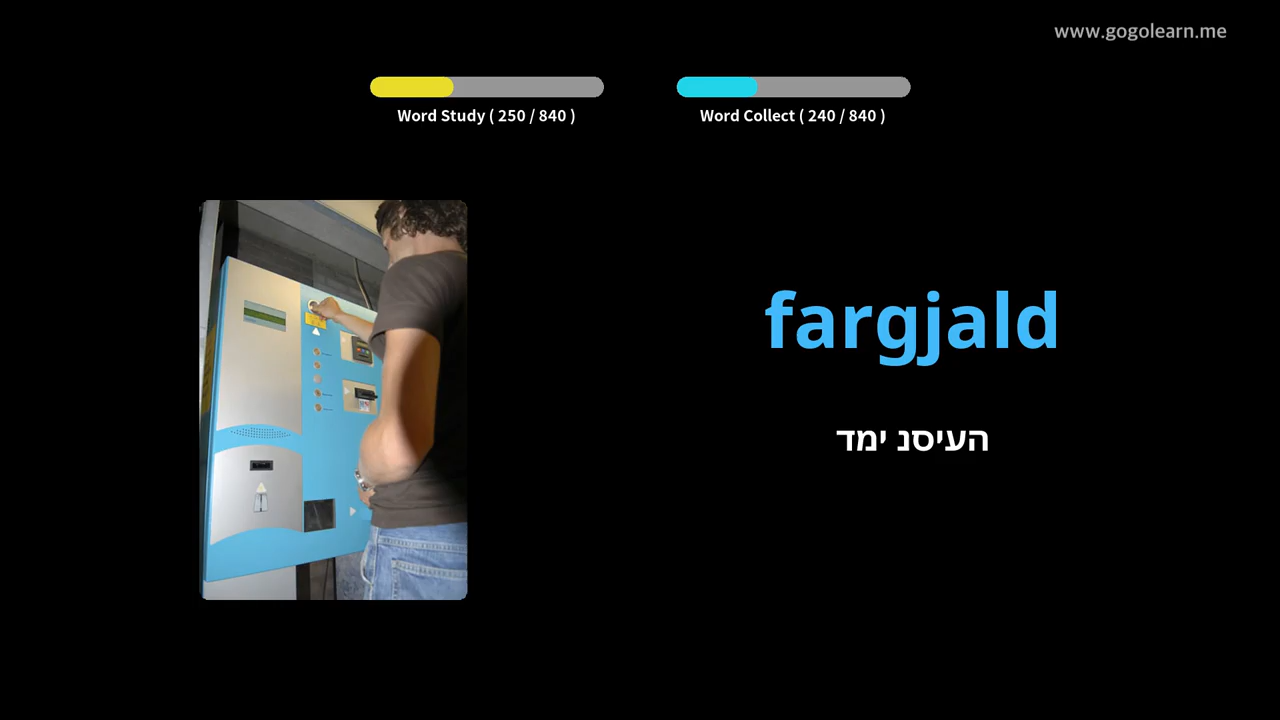 www.gogolearn.me
Word Study ( 250 / 840 )
Word Collect ( 240 / 840 )
fargjald
העיסנ ימד